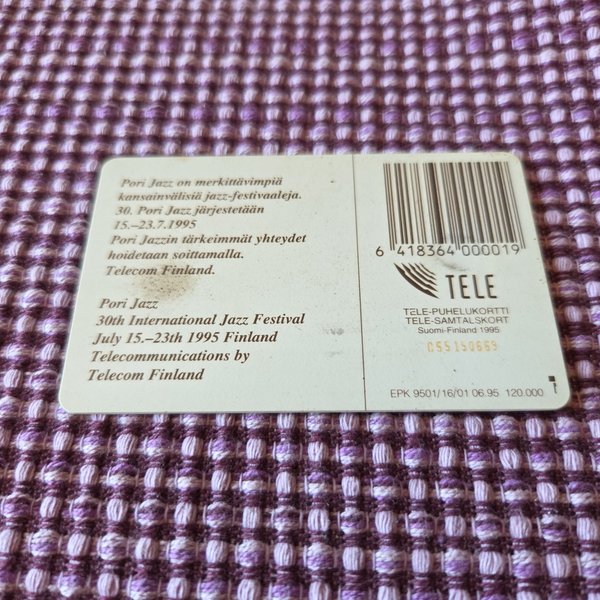 Pori Jazz on merkittävimpiä
kansainvälisiä jazz-festivaaleja.
30. Pori Jazz järjestetään
15.–23.7.1995
Pori Jazzin tärkeimmät yhteydet
hoidetaan soittamalla.
Telecom Finland.
Pori Jazz
30th International Jazz Festival
July 15.–23th 1995 Finland
Telecommunications by
Telecom Finland
6 418364 000019
TELE
TELE-PUHELUKORTTI
TELE-SAMTALSKORT
Suomi-Finland 1995
C55150669
EPK 9501/16/01 06.95 120.000